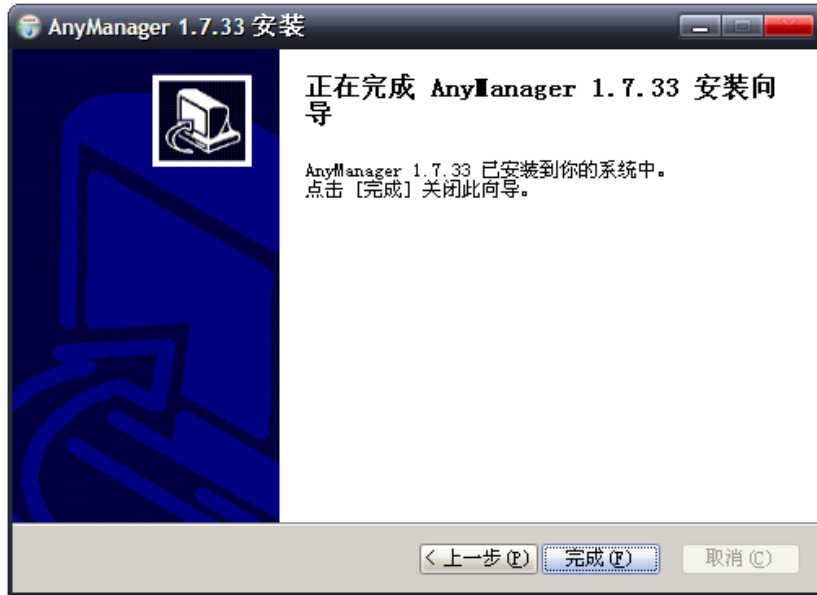 AnyManager 1.7.33 安装
正在完成 AnyManager 1.7.33 安装向
导
AnyManager 1.7.33 已安装到你的系统中。
点击 [完成] 关闭此向导。
< 上一步(P) 完成(F) 取消(C)